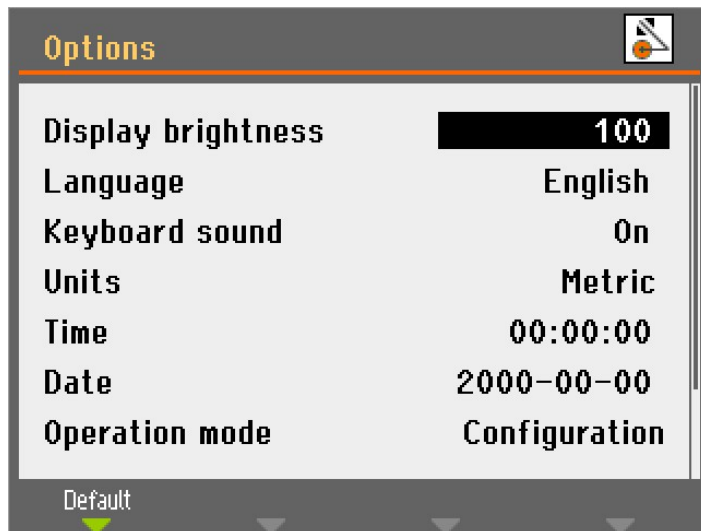 Options
Display brightness 100
Language English
Keyboard sound On
Units Metric
Time 00:00:00
Date 2000-00-00
Operation mode Configuration
Default